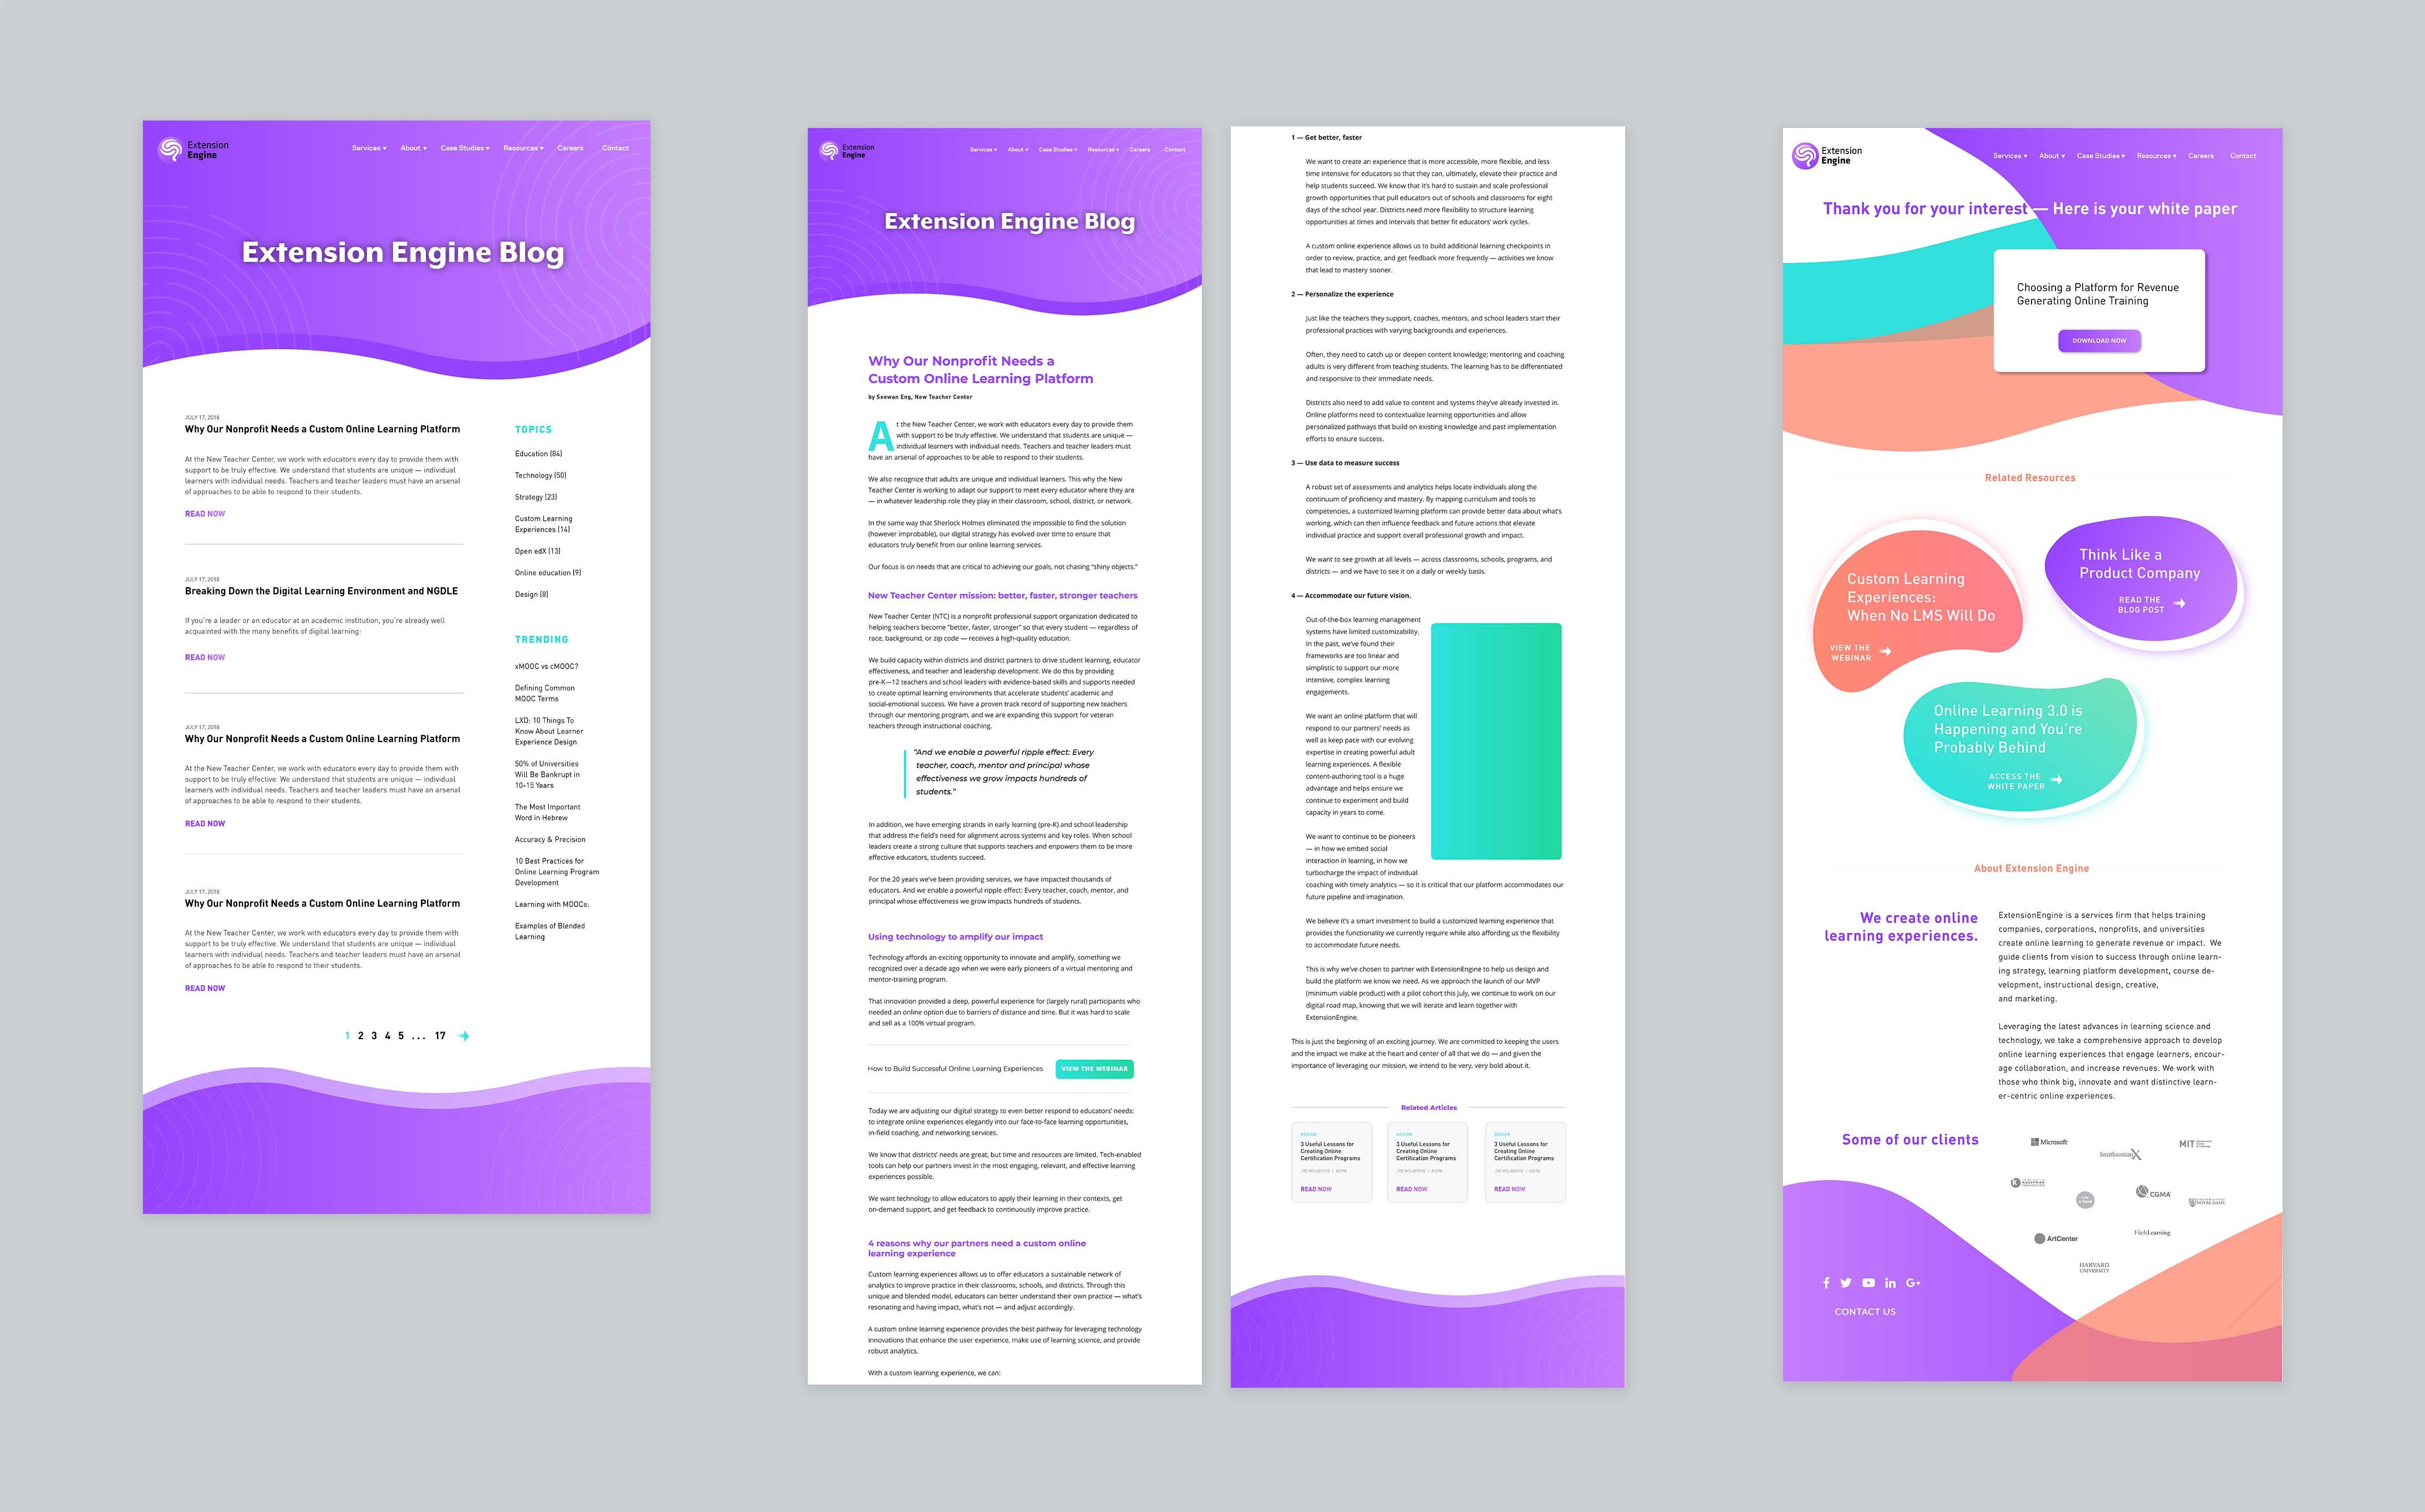 Extension
Engine
Services
About
Case Studies
Resources
Careers
Contact
Extension Engine Blog
JULY 17, 2018
Why Our Nonprofit Needs a Custom Online Learning Platform
At the New Teacher Center, we work with educators every day to provide them with
support to be truly effective. We understand that students are unique — individual
learners with individual needs. Teachers and teacher leaders must have an arsenal
of approaches to be able to respond to their students.
READ NOW
JULY 17, 2018
Breaking Down the Digital Learning Environment and NGDLE
If you're a leader or an educator at an academic institution, you're already well
acquainted with the many benefits of digital learning:
READ NOW
JULY 17, 2018
Why Our Nonprofit Needs a Custom Online Learning Platform
At the New Teacher Center, we work with educators every day to provide them with
support to be truly effective. We understand that students are unique — individual
learners with individual needs. Teachers and teacher leaders must have an arsenal
of approaches to be able to respond to their students.
READ NOW
JULY 17, 2018
Why Our Nonprofit Needs a Custom Online Learning Platform
At the New Teacher Center, we work with educators every day to provide them with
support to be truly effective. We understand that students are unique — individual
learners with individual needs. Teachers and teacher leaders must have an arsenal
of approaches to be able to respond to their students.
READ NOW
1 2 3 4 5 ... 17
TOPICS
Education (84)
Technology (50)
Strategy (23)
Custom Learning
Experiences (14)
Open edX (13)
Online education (9)
Design (8)
TRENDING
xMOOC vs cMOOC?
Defining Common
MOOC Terms
LXD: 10 Things To
Know About Learner
Experience Design
50% of Universities
Will Be Bankrupt in
10-15 Years
The Most Important
Word in Hebrew
Accuracy & Precision
10 Best Practices for
Online Learning Program
Development
Learning with MOOCs:
Examples of Blended
Learning
Extension
Engine
Services
About
Case Studies
Resources
Careers
Contact
Extension Engine Blog
Why Our Nonprofit Needs a
Custom Online Learning Platform
by Seewan Eng, New Teacher Center
At the New Teacher Center, we work with educators every day to provide them
with support to be truly effective. We understand that students are unique —
individual learners with individual needs. Teachers and teacher leaders must
have an arsenal of approaches to be able to respond to their students.
We also recognize that adults are unique and individual learners. This why the New
Teacher Center is working to adapt our support to meet every educator where they are
— in whatever leadership role they play in their classroom, school, district, or network.
In the same way that Sherlock Holmes eliminated the impossible to find the solution
(however improbable), our digital strategy has evolved over time to ensure that
educators truly benefit from our online learning services.
Our focus is on needs that are critical to achieving our goals, not chasing "shiny objects."
New Teacher Center mission: better, faster, stronger teachers
New Teacher Center (NTC) is a nonprofit professional support organization dedicated to
helping teachers become "better, faster, stronger" so that every student — regardless of
race, background, or zip code — receives a high-quality education.
We build capacity within districts and district partners to drive student learning, educator
effectiveness, and teacher and leadership development. We do this by providing
pre-K—12 teachers and school leaders with evidence-based skills and supports needed
to create optimal learning environments that accelerate students' academic and
social-emotional success. We have a proven track record of supporting new teachers
through our mentoring program, and we are expanding this support for veteran
teachers through instructional coaching.
"And we enable a powerful ripple effect: Every
teacher, coach, mentor and principal whose
effectiveness we grow impacts hundreds of
students."
In addition, we have emerging strands in early learning (pre-K) and school leadership
that address the field's need for alignment across systems and key roles. When school
leaders create a strong culture that supports teachers and enpowers them to be more
effective educators, students succeed.
For the 20 years we've been providing services, we have impacted thousands of
educators. And we enable a powerful ripple effect: Every teacher, coach, mentor, and
principal whose effectiveness we grow impacts hundreds of students.
Using technology to amplify our impact
Technology affords an exciting opportunity to innovate and amplify, something we
recognized over a decade ago when we were early pioneers of a virtual mentoring and
mentor-training program.
That innovation provided a deep, powerful experience for (largely rural) participants who
needed an online option due to barriers of distance and time. But it was hard to scale
and sell as a 100% virtual program.
How to Build Successful Online Learning Experiences
VIEW THE WEBINAR
Today we are adjusting our digital strategy to even better respond to educators' needs:
to integrate online experiences elegantly into our face-to-face learning opportunities,
in-field coaching, and networking services.
We know that districts' needs are great, but time and resources are limited. Tech-enabled
tools can help our partners invest in the most engaging, relevant, and effective learning
experiences possible.
We want technology to allow educators to apply their learning in their contexts, get
on-demand support, and get feedback to continuously improve practice.
4 reasons why our partners need a custom online
learning experience
Custom learning experiences allows us to offer educators a sustainable network of
analytics to improve practice in their classrooms, schools, and districts. Through this
unique and blended model, educators can better understand their own practice — what's
resonating and having impact, what's not — and adjust accordingly.
A custom online learning experience provides the best pathway for leveraging technology
innovations that enhance the user experience, make use of learning science, and provide
robust analytics.
With a custom learning experience, we can:
1 — Get better, faster
We want to create an experience that is more accessible, more flexible, and less
time intensive for educators so that they can, ultimately, elevate their practice and
help students succeed. We know that it's hard to sustain and scale professional
growth opportunities that pull educators out of schools and classrooms for eight
days of the school year. Districts need more flexibility to structure learning
opportunities at times and intervals that better fit educators' work cycles.
A custom online experience allows us to build additional learning checkpoints in
order to review, practice, and get feedback more frequently — activities we know
that lead to mastery sooner.
2 — Personalize the experience
Just like the teachers they support, coaches, mentors, and school leaders start their
professional practices with varying backgrounds and experiences.
Often, they need to catch up or deepen content knowledge; mentoring and coaching
adults is very different from teaching students. The learning has to be differentiated
and responsive to their immediate needs.
Districts also need to add value to content and systems they've already invested in.
Online platforms need to contextualize learning opportunities and allow
personalized pathways that build on existing knowledge and past implementation
efforts to ensure success.
3 — Use data to measure success
A robust set of assessments and analytics helps locate individuals along the
continuum of proficiency and mastery. By mapping curriculum and tools to
competencies, a customized learning platform can provide better data about what's
working, which can then influence feedback and future actions that elevate
individual practice and support overall professional growth and impact.
We want to see growth at all levels — across classrooms, schools, programs, and
districts — and we have to see it on a daily or weekly basis.
4 — Accommodate our future vision.
Out-of-the-box learning management
systems have limited customizability.
In the past, we've found their
frameworks are too linear and
simplistic to support our more
intensive, complex learning
engagements.
We want an online platform that will
respond to our partners' needs as
well as keep pace with our evolving
expertise in creating powerful adult
learning experiences. A flexible
content-authoring tool is a huge
advantage and helps ensure we
continue to experiment and build
capacity in years to come.
We want to continue to be pioneers
— in how we embed social
interaction in learning, in how we
turbocharge the impact of individual
coaching with timely analytics — so it is critical that our platform accommodates our
future pipeline and imagination.
We believe it's a smart investment to build a customized learning experience that
provides the functionality we currently require while also affording us the flexibility
to accommodate future needs.
This is why we've chosen to partner with ExtensionEngine to help us design and
build the platform we know we need. As we approach the launch of our MVP
(minimum viable product) with a pilot cohort this July, we continue to work on our
digital road map, knowing that we will iterate and learn together with
ExtensionEngine.
This is just the beginning of an exciting journey. We are committed to keeping the users
and the impact we make at the heart and center of all that we do — and given the
importance of leveraging our mission, we intend to be very, very bold about it.
Related Articles
DESIGN
3 Useful Lessons for
Creating Online
Certification Programs
READ NOW
DESIGN
3 Useful Lessons for
Creating Online
Certification Programs
READ NOW
DESIGN
3 Useful Lessons for
Creating Online
Certification Programs
READ NOW
Extension
Engine
Services
About
Case Studies
Resources
Careers
Contact
Thank you for your interest — Here is your white paper
Choosing a Platform for Revenue
Generating Online Training
DOWNLOAD NOW
Related Resources
Custom Learning
Experiences:
When No LMS Will Do
VIEW THE
WEBINAR
Think Like a
Product Company
READ THE
BLOG POST
Online Learning 3.0 is
Happening and You're
Probably Behind
ACCESS THE
WHITE PAPER
About Extension Engine
We create online
learning experiences.
ExtensionEngine is a services firm that helps training
companies, corporations, nonprofits, and universities
create online learning to generate revenue or impact. We
guide clients from vision to success through online learn-
ing strategy, learning platform development, course de-
velopment, instructional design, creative,
and marketing.
Leveraging the latest advances in learning science and
technology, we take a comprehensive approach to develop
online learning experiences that engage learners, encour-
age collaboration, and increase revenues. We work with
those who think big, innovate and want distinctive learn-
er-centric online experiences.
Some of our clients
Microsoft
SmithsonianX
MIT
KAUFFMAN
CGMA
NOTRE DAME
ArtCenter
FitchLearning
HARVARD
UNIVERSITY
CONTACT US